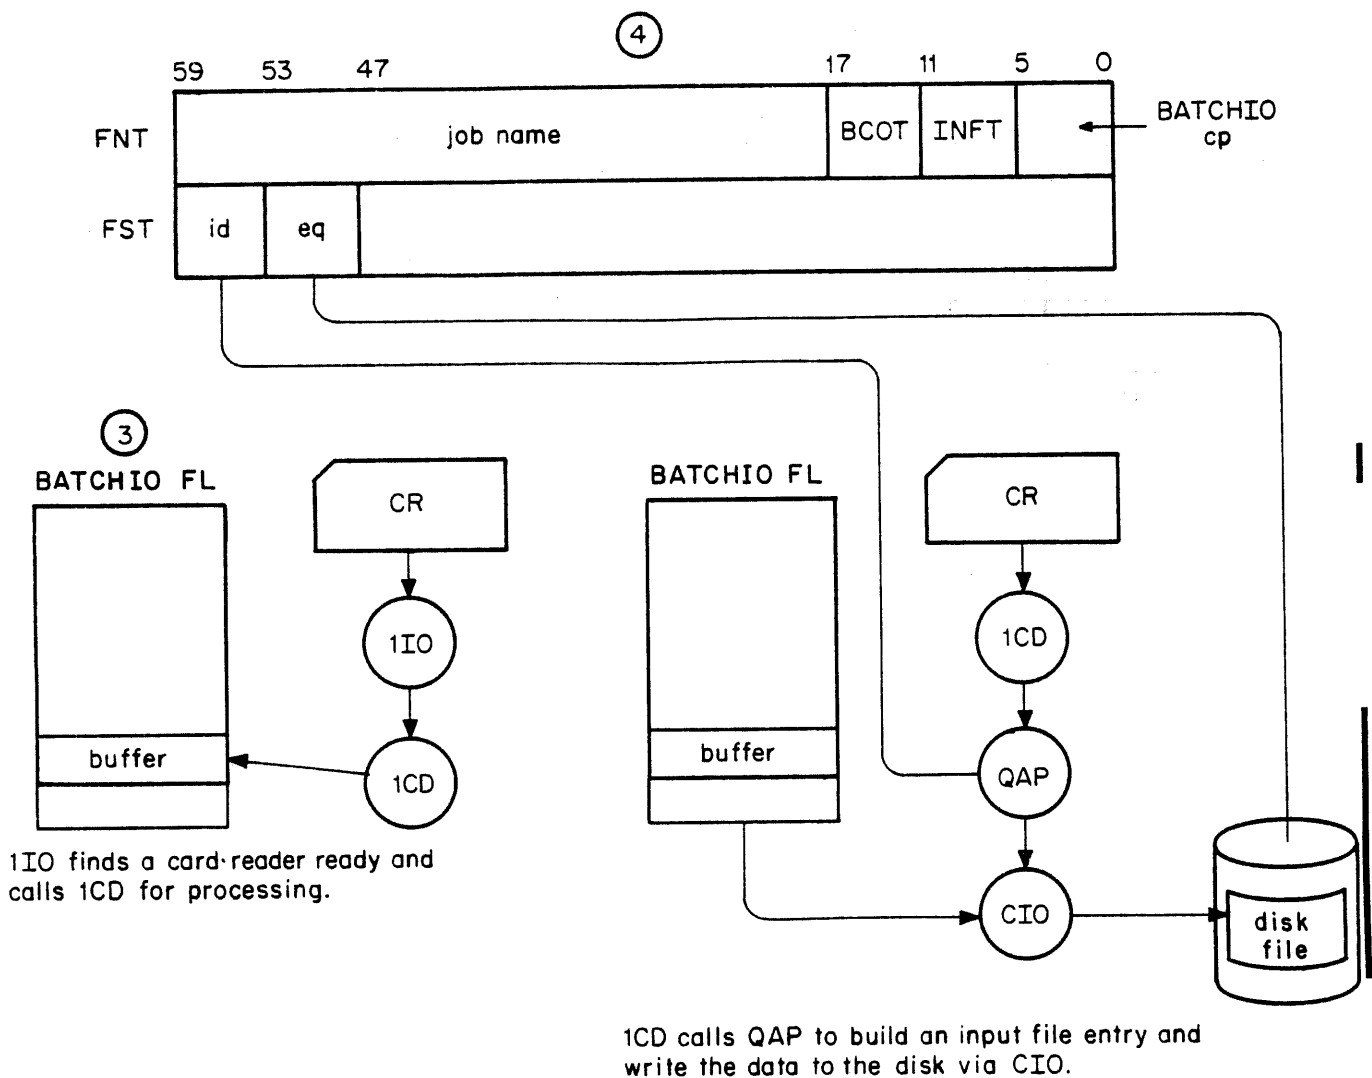 4
59 53 47 17 11 5 0
FNT job name BCOT INFT BATCHIO
cp
FST id eq
3
BATCHIO FL
CR
1IO
buffer
1CD
1IO finds a card reader ready and
calls 1CD for processing.
BATCHIO FL
CR
1CD
buffer
QAP
CIO
disk
file
1CD calls QAP to build an input file entry and
write the data to the disk via CIO.